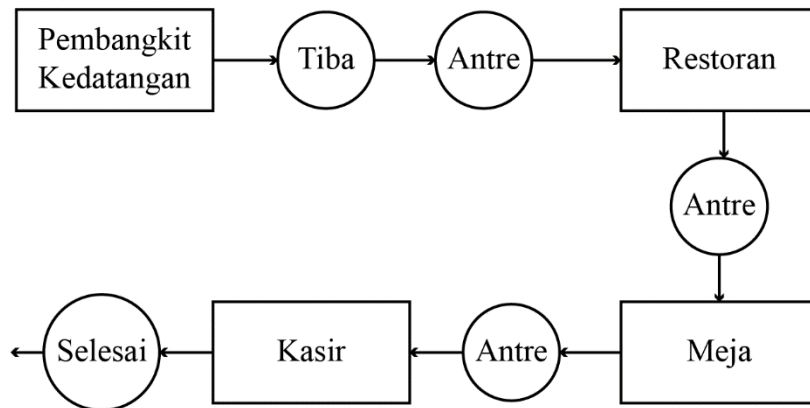 Pembangkit
Kedatangan
Tiba
Antre
Restoran
Antre
Meja
Antre
Kasir
Selesai